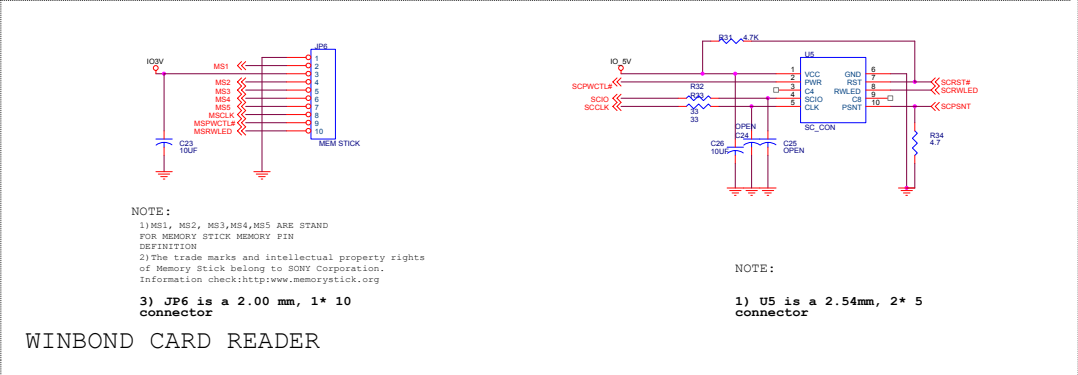 JP6
IO3V
MS1
MS2
MS3
MS4
MS5
MSCLK
MSPWCTL#
MSRWLED
1
2
3
4
5
6
7
8
9
10
MEM STICK
C23
10UF
R31 4.7K
U5
IO_5V
SCPWCTL#
SCIO
SCCLK
R32
R33
33
33
1
2
3
4
5
VCC
PWR
C4
SCIO
CLK
GND
RST
RWLED
C8
PSNT
6
7
8
9
10
SC_CON
SCRST#
SCRWLED
SCPSNT
OPEN
C24
C26
10UF
C25
OPEN
R34
4.7
NOTE:
1)MS1, MS2, MS3,MS4,MS5 ARE STAND
FOR MEMORY STICK MEMORY PIN
DEFINITION
2)The trade marks and intellectual property rights
of Memory Stick belong to SONY Corporation.
Information check:http:www.memorystick.org
3) JP6 is a 2.00 mm, 1* 10
connector
NOTE:
1) U5 is a 2.54mm, 2* 5
connector
WINBOND CARD READER